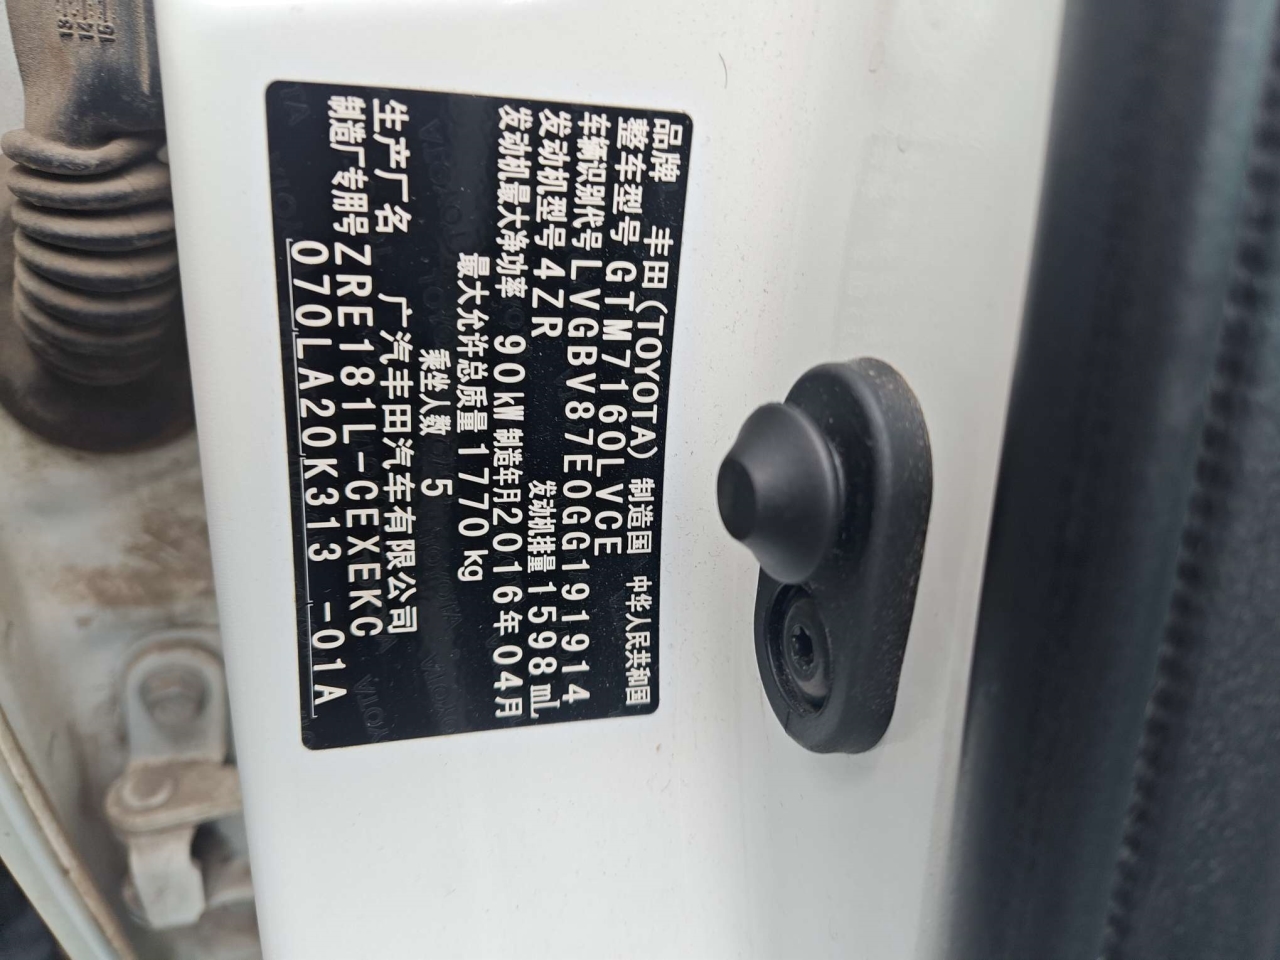 品牌 丰田(TOYOTA) 制造国 中华人民共和国
整车型号 GTM7160LVCE
车辆识别代号 LVGBV87E0GG191914
发动机型号 4ZR 发动机排量 1598mL
发动机最大净功率 90kW 制造年月 2016年04月
最大允许总质量 1770kg
乘坐人数 5
生产厂名 广汽丰田汽车有限公司
制造厂专用号 ZRE181L-CEXEKC
070LA20K313 -01A